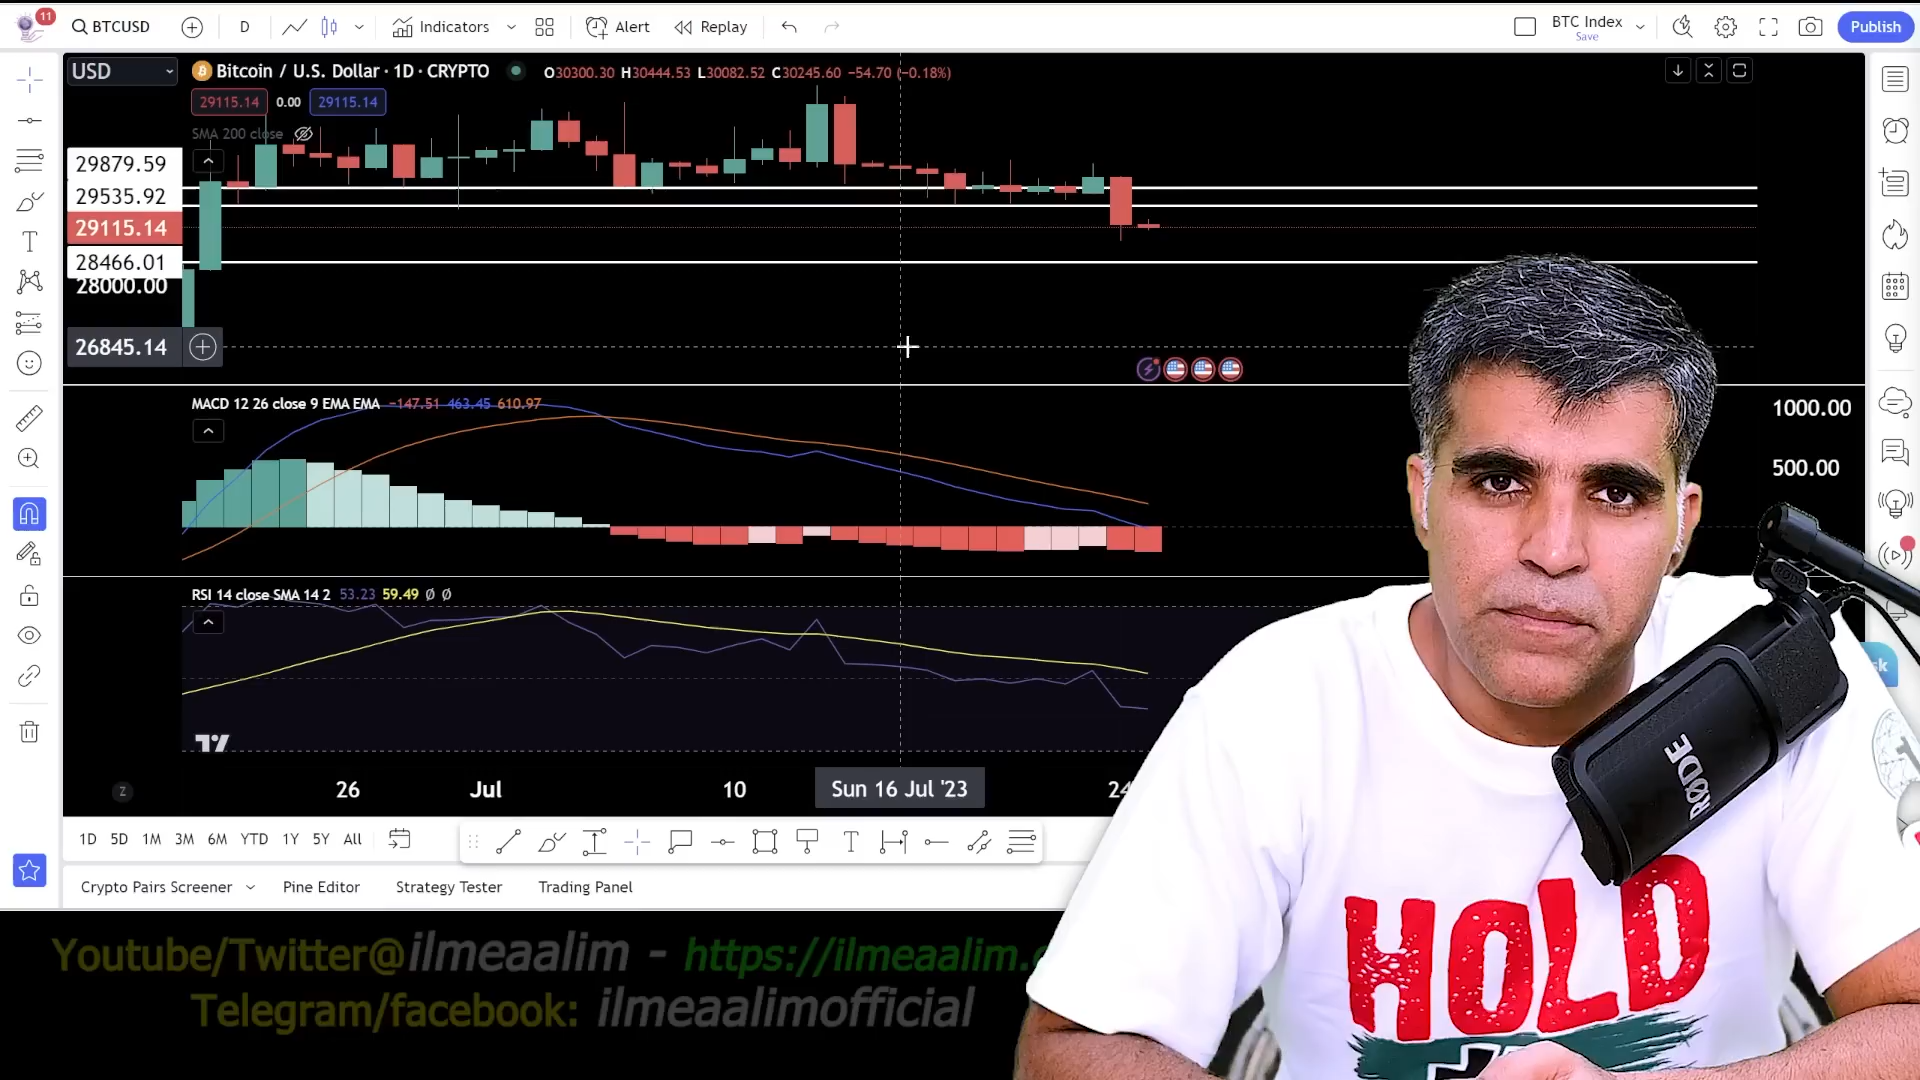 11
BTCUSD
D
Indicators
Alert
Replay
BTC Index
Save
Publish
USD
Bitcoin / U.S. Dollar · 1D · CRYPTO
O30300.30 H30444.53 L30082.52 C30245.60 −54.70 (−0.18%)
29115.14 0.00 29115.14
SMA 200 close
29879.59
29535.92
29115.14
28466.01
28000.00
26845.14
MACD 12 26 close 9 EMA EMA −147.51 463.45 610.97
1000.00
500.00
RSI 14 close SMA 14 2 53.23 59.49 Ø Ø
Z
26
Jul
10
Sun 16 Jul '23
24
1D 5D 1M 3M 6M YTD 1Y 5Y All
Crypto Pairs Screener
Pine Editor
Strategy Tester
Trading Panel
Youtube/Twitter@ilmeaalim - https://ilmeaalim.
Telegram/facebook: ilmeaalimofficial
RØDE
HOLD